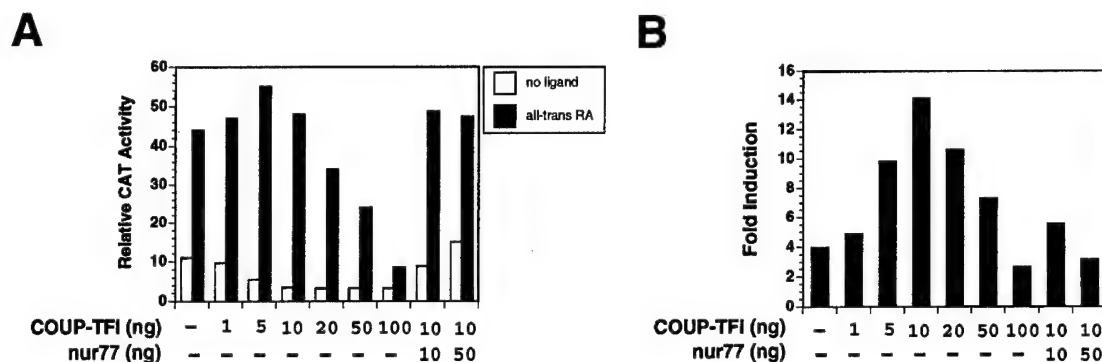 A
B
Relative CAT Activity
60
50
40
30
20
10
0
no ligand
all-trans RA
Fold Induction
16
14
12
10
8
6
4
2
0
COUP-TFI (ng) – 1 5 10 20 50 100 10 10
nur77 (ng) – – – – – – – 10 50
COUP-TFI (ng) – 1 5 10 20 50 100 10 10
nur77 (ng) – – – – – – – 10 50